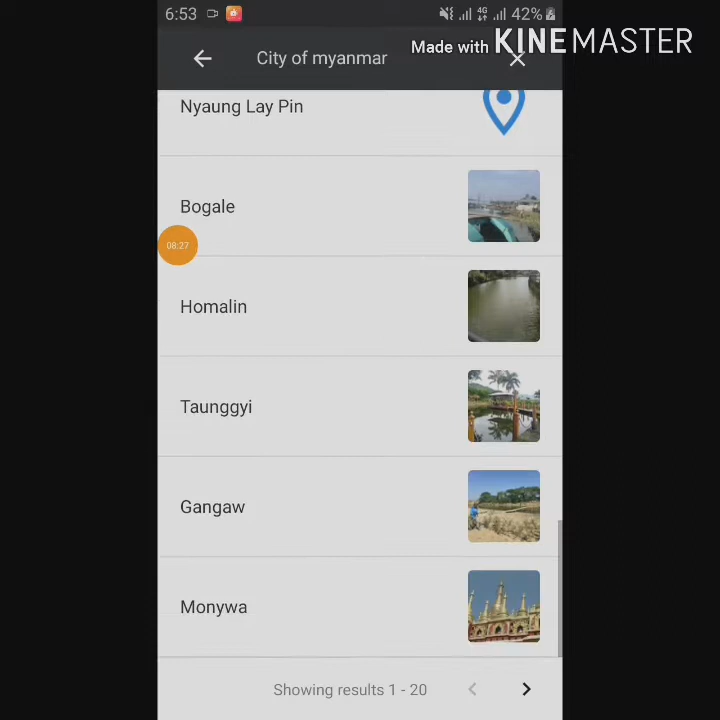 6:53
4G
42%
Made with KINEMASTER
City of myanmar
Nyaung Lay Pin
Bogale
08:27
Homalin
Taunggyi
Gangaw
Monywa
Showing results 1 - 20